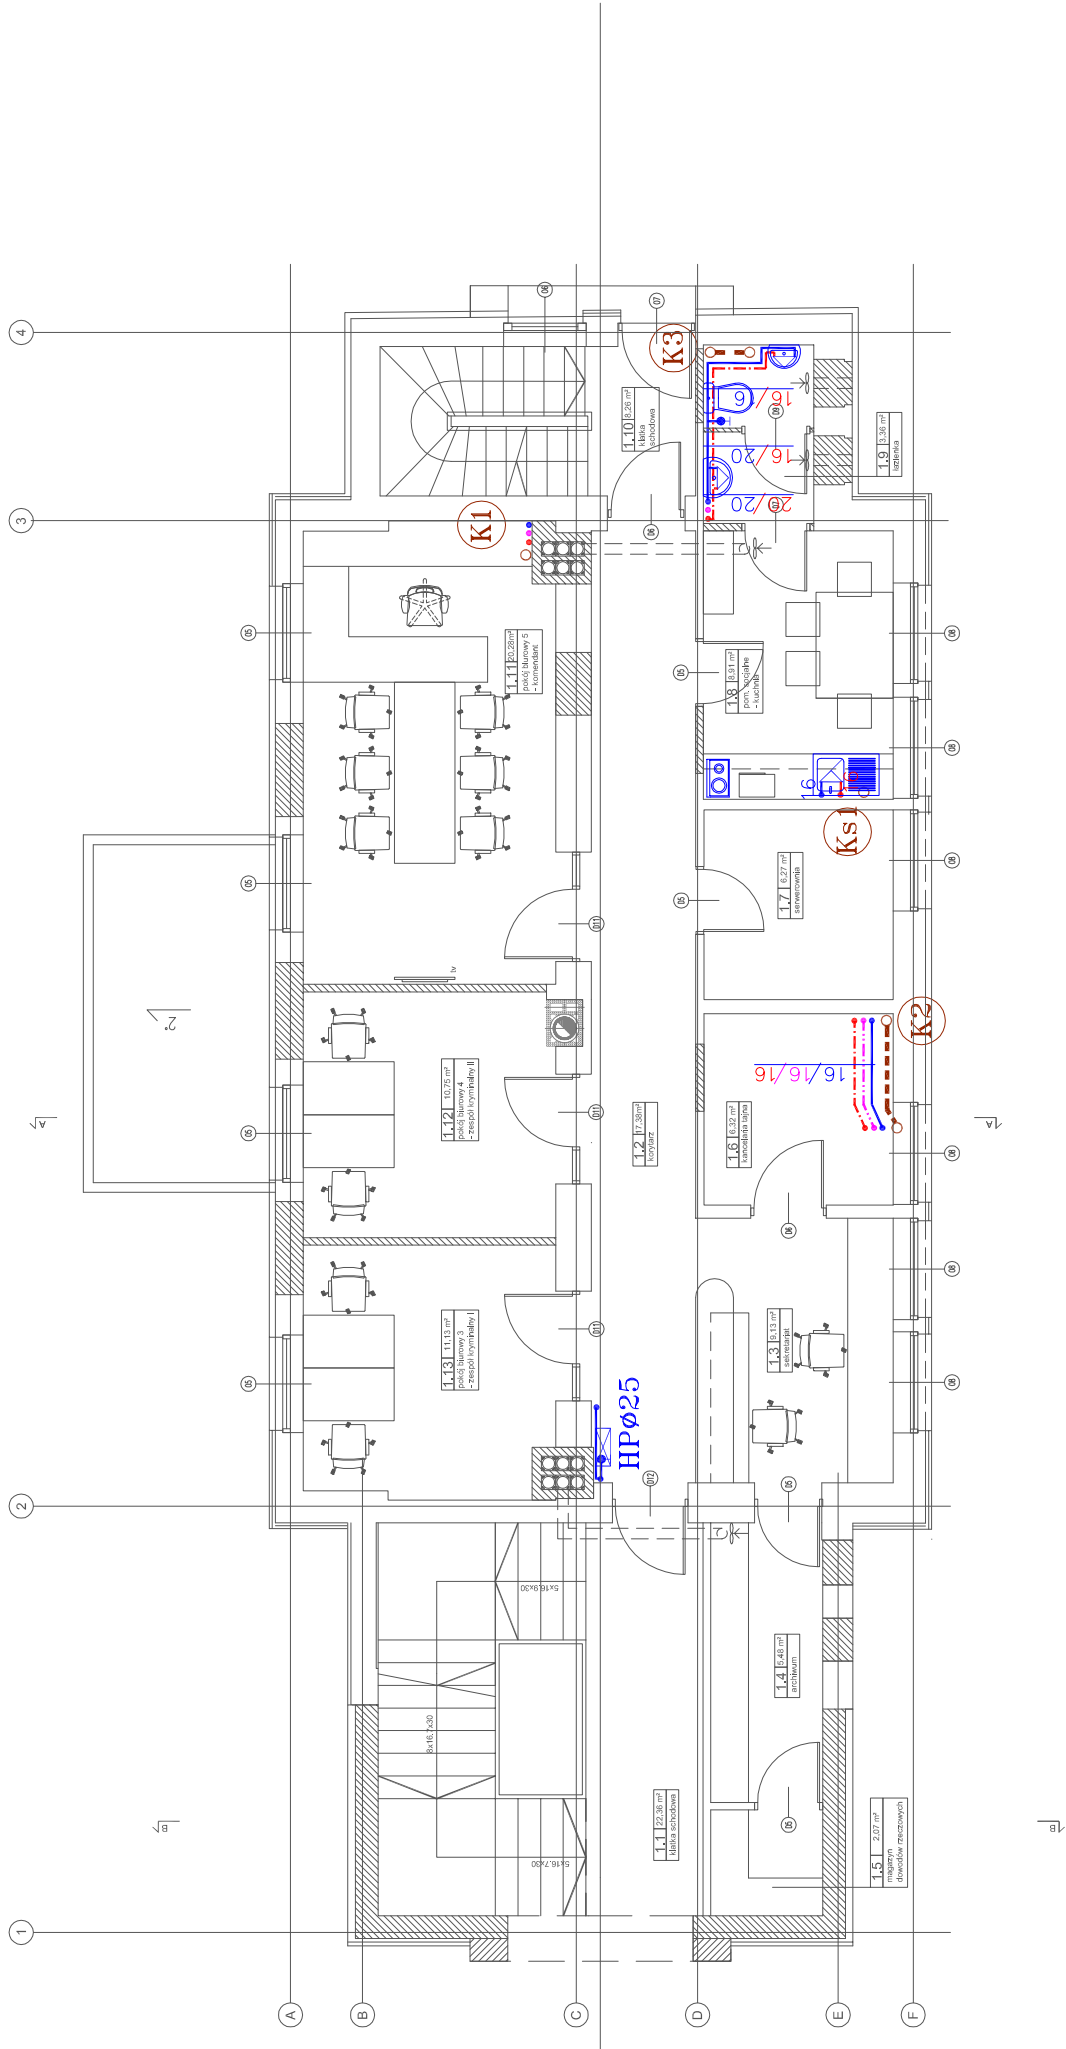 4
3
2
1
A
B
C
D
E
F
K1
K3
Ks1
K2
HPø25
1.10 8,26 m²
klatka
schodowa
1.9 3,36 m²
łazienka
1.11 20,28m²
pokój biurowy 5
- komendant
1.8 8,91 m²
pom. socjalne
- kuchnia
1.7 6,27 m²
serwerownia
1.12 10,75 m²
pokój biurowy 4
- zespół kryminalny II
1.2 17,38m²
korytarz
1.6 6,32 m²
kancelaria tajna
1.13 11,13 m²
pokój biurowy 3
- zespół kryminalny I
1.3 9,13 m²
sekretariat
1.4 5,48 m²
archiwum
1.1 22,36 m²
klatka schodowa
1.5 2,07 m²
magazyn
dowodów rzeczowych
16/16/16
16/20
20/20
16
tv
2°
A
A
B
B
5x16,9x30
8x16,7x30
5x16,7x30